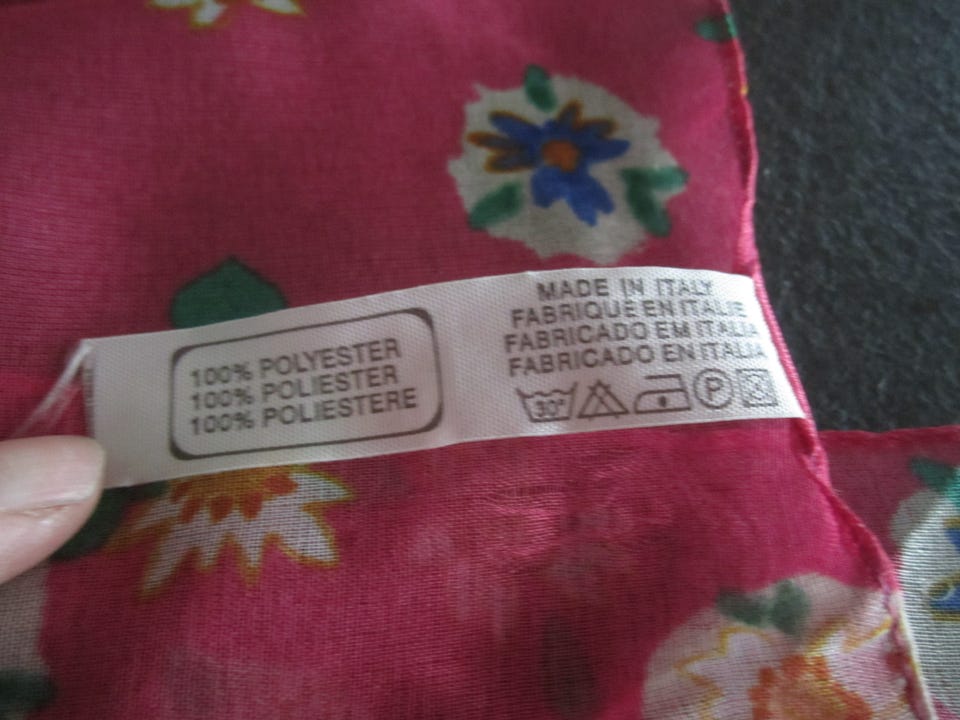 100% POLYESTER
100% POLIESTER
100% POLIESTERE
MADE IN ITALY
FABRIQUE EN ITALIE
FABRICADO EM ITALIA
FABRICADO EN ITALIA
30° P